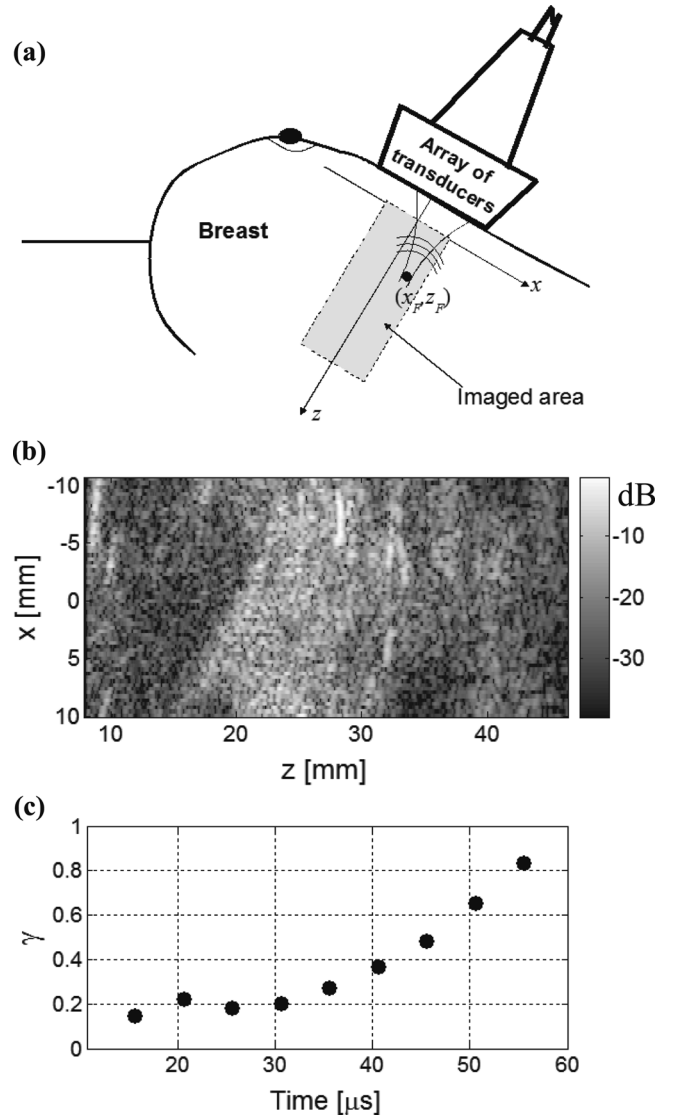 (a)
Array of
transducers
Breast
x
(x_F, z_F)
z
Imaged area
(b)
dB
-10
-20
-30
x [mm]
-10
-5
0
5
10
10
20
30
40
z [mm]
(c)
γ
1
0.8
0.6
0.4
0.2
0
20
30
40
50
60
Time [μs]